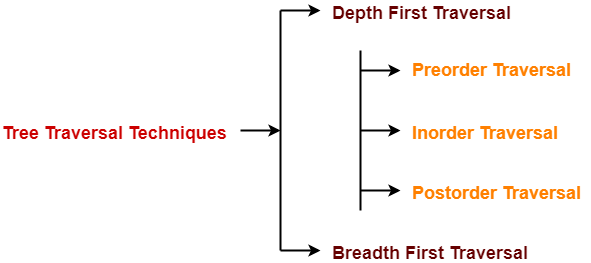 Depth First Traversal
Preorder Traversal
Tree Traversal Techniques
Inorder Traversal
Postorder Traversal
Breadth First Traversal